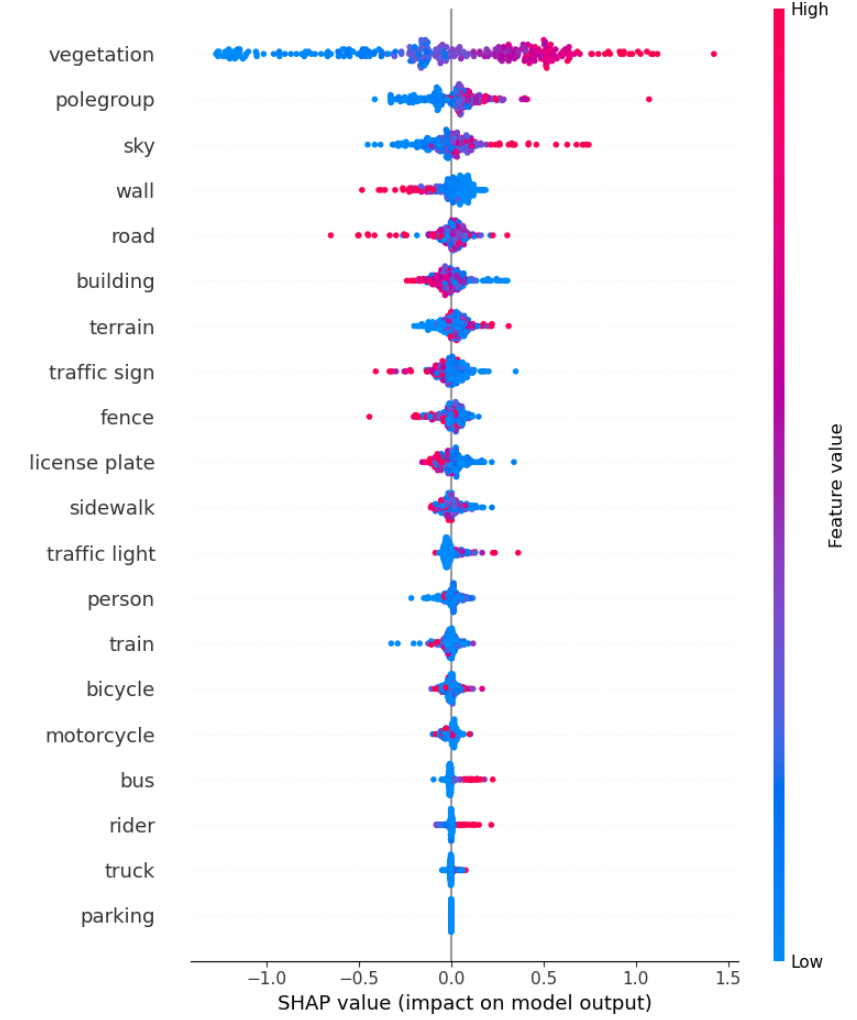 High
vegetation
polegroup
sky
wall
road
building
terrain
traffic sign
fence
license plate
sidewalk
traffic light
person
train
bicycle
motorcycle
bus
rider
truck
parking
Feature value
Low
−1.0 −0.5 0.0 0.5 1.0 1.5
SHAP value (impact on model output)